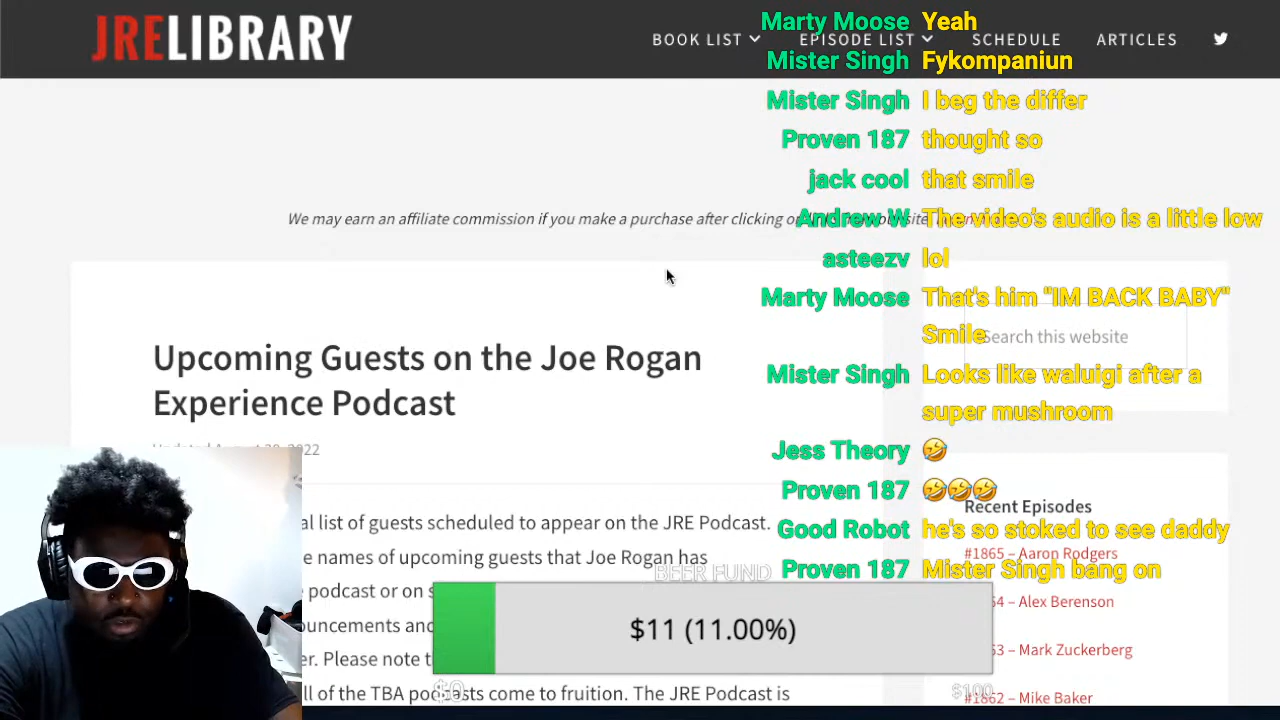 JRELIBRARY
BOOK LIST
EPISODE LIST
SCHEDULE
ARTICLES
We may earn an affiliate commission if you make a purchase after clicking
Upcoming Guests on the Joe Rogan
Experience Podcast
2022
al list of guests scheduled to appear on the JRE Podcast.
e names of upcoming guests that Joe Rogan has
podcast or on
ouncements and
er. Please note
ll of the TBA podcasts come to fruition. The JRE Podcast is
Search this website
Recent Episodes
#1865 – Aaron Rodgers
64 – Alex Berenson
63 – Mark Zuckerberg
#1862 – Mike Baker
Marty Moose Yeah
Mister Singh Fykompaniun
Mister Singh I beg the differ
Proven 187 thought so
jack cool that smile
Andrew W The video's audio is a little low
asteezv lol
Marty Moose That's him "IM BACK BABY"
Smile
Mister Singh Looks like waluigi after a
super mushroom
Jess Theory 🤣
Proven 187 🤣🤣🤣
Good Robot he's so stoked to see daddy
Proven 187 Mister Singh bang on
BEER FUND
$11 (11.00%)
$0
$100